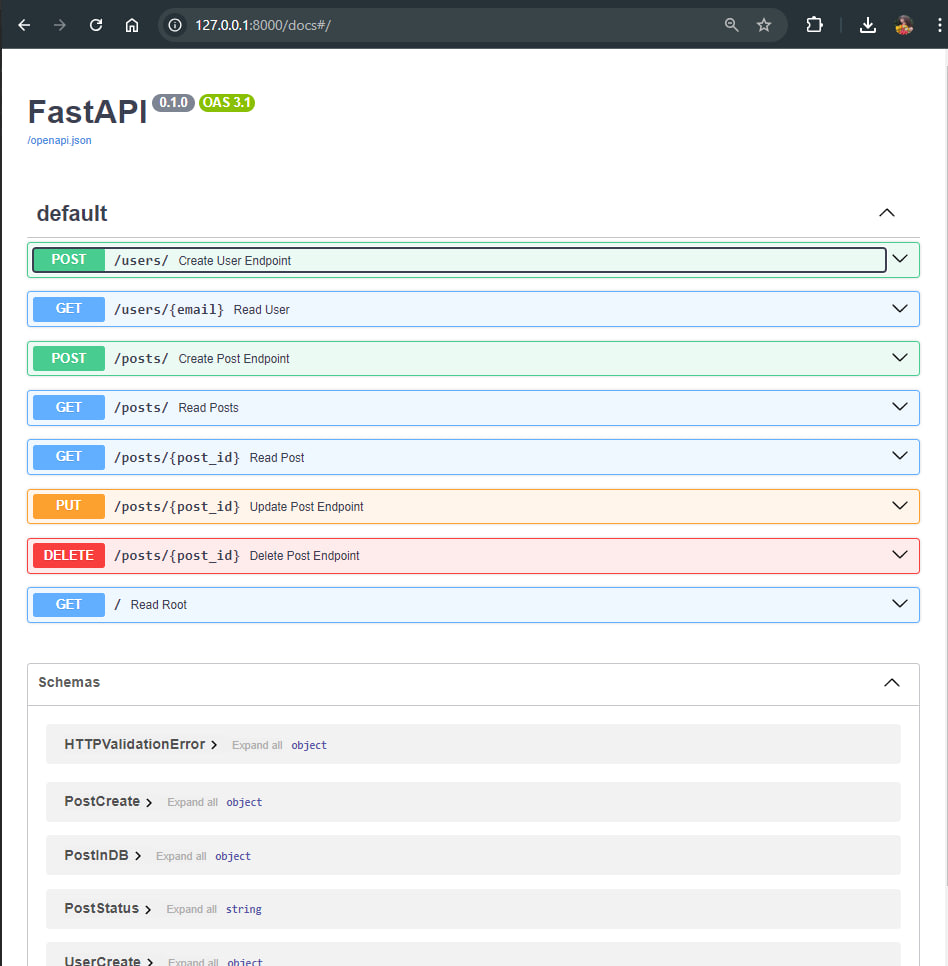 127.0.0.1:8000/docs#/
FastAPI 0.1.0 OAS 3.1
/openapi.json
default
POST /users/ Create User Endpoint
GET /users/{email} Read User
POST /posts/ Create Post Endpoint
GET /posts/ Read Posts
GET /posts/{post_id} Read Post
PUT /posts/{post_id} Update Post Endpoint
DELETE /posts/{post_id} Delete Post Endpoint
GET / Read Root
Schemas
HTTPValidationError Expand all object
PostCreate Expand all object
PostInDB Expand all object
PostStatus Expand all string
UserCreate Expand all object